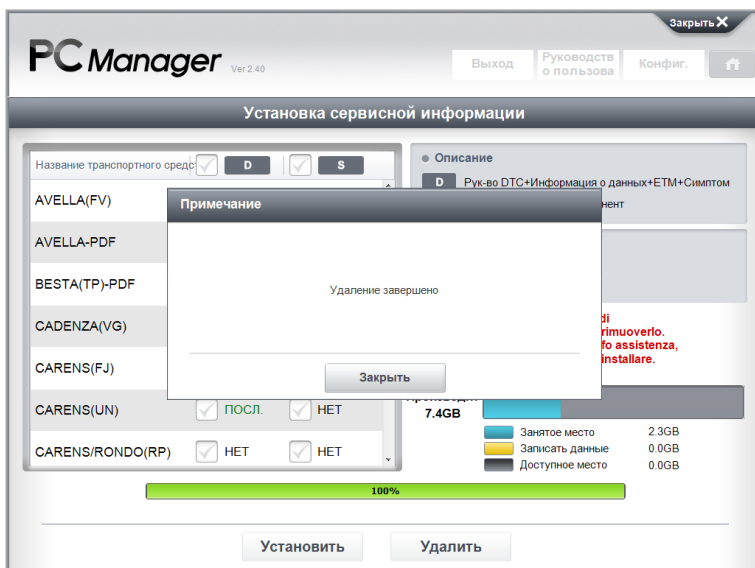 Закрыть X
PC Manager Ver 2.40
Выход
Руководств
о пользова
Конфиг.
Установка сервисной информации
Название транспортного средс
D
S
AVELLA(FV)
AVELLA-PDF
BESTA(TP)-PDF
CADENZA(VG)
CARENS(FJ)
CARENS(UN) ПОСЛ. НЕТ
CARENS/RONDO(RP) НЕТ НЕТ
Описание
D Рук-во DTC+Информация о данных+ETM+Симптом
нент
Примечание
Удаление завершено
Закрыть
di
rimuoverlo.
fo assistenza,
installare.
7.4GB
Занятое место 2.3GB
Записать данные 0.0GB
Доступное место 0.0GB
100%
Установить
Удалить